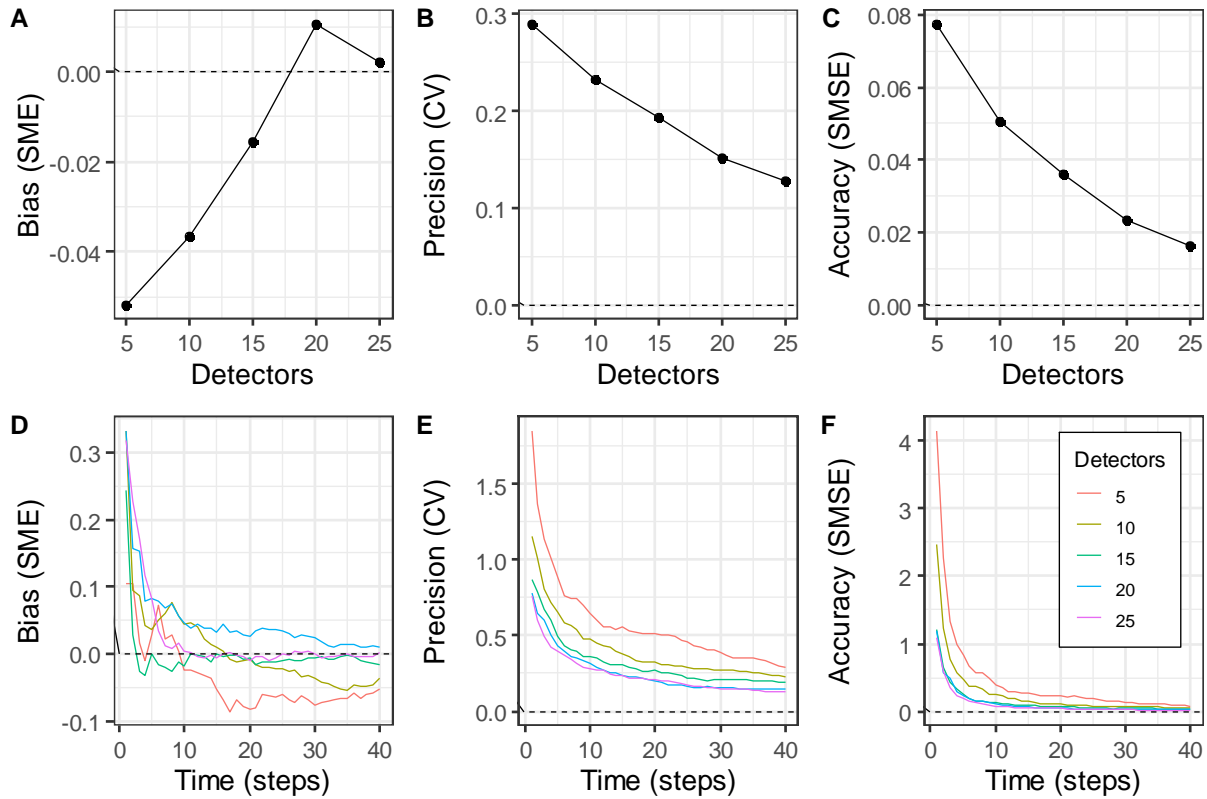 A
Bias (SME)
0.00
-0.02
-0.04
5 10 15 20 25
Detectors
B
Precision (CV)
0.3
0.2
0.1
0.0
5 10 15 20 25
Detectors
C
Accuracy (SMSE)
0.08
0.06
0.04
0.02
0.00
5 10 15 20 25
Detectors
D
Bias (SME)
0.3
0.2
0.1
0.0
-0.1
0 10 20 30 40
Time (steps)
E
Precision (CV)
1.5
1.0
0.5
0.0
0 10 20 30 40
Time (steps)
F
Accuracy (SMSE)
4
3
2
1
0
0 10 20 30 40
Time (steps)
Detectors
5
10
15
20
25